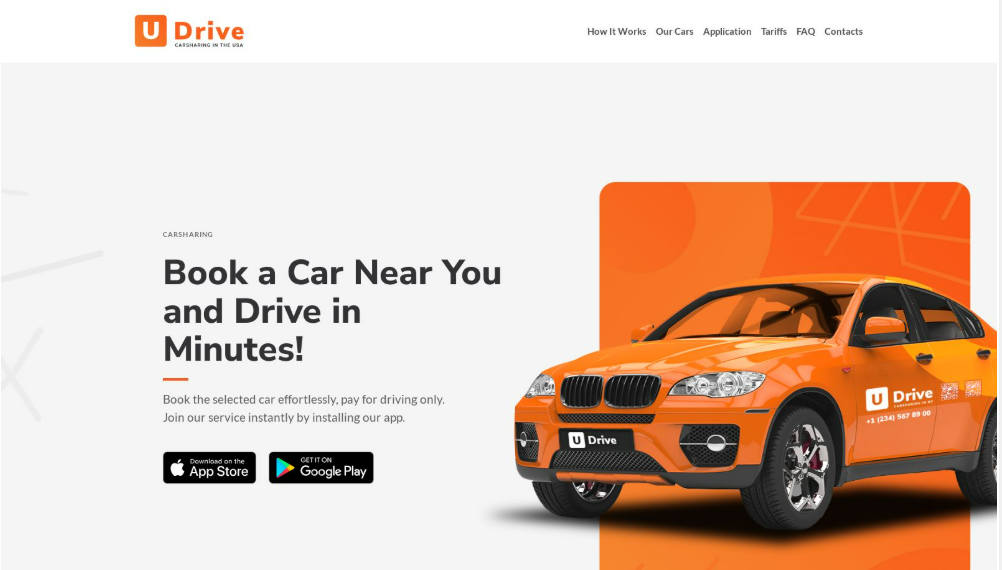 U Drive
CARSHARING IN THE USA
How It Works Our Cars Application Tariffs FAQ Contacts
CARSHARING
Book a Car Near You
and Drive in
Minutes!
Book the selected car effortlessly, pay for driving only.
Join our service instantly by installing our app.
Download on the
App Store
GET IT ON
Google Play
U Drive
U Drive
+1 (234) 567 89 00